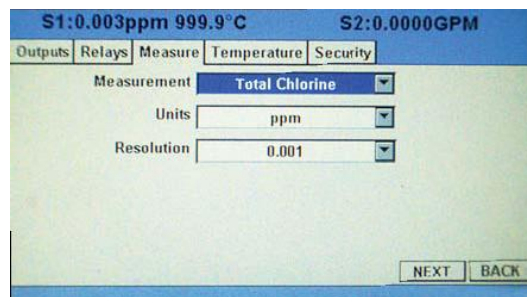 S1:0.003ppm 999.9°C S2:0.0000GPM
Outputs Relays Measure Temperature Security
Measurement Total Chlorine
Units ppm
Resolution 0.001
NEXT BACK